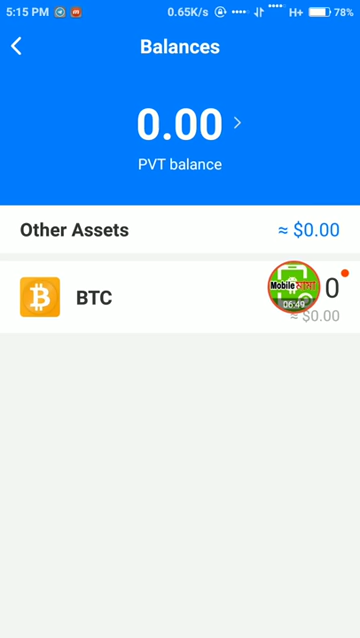 5:15 PM 0.65K/s H+ 78%
Balances
0.00
PVT balance
Other Assets ≈ $0.00
BTC 0
Mobile মামা
06:49
≈ $0.00